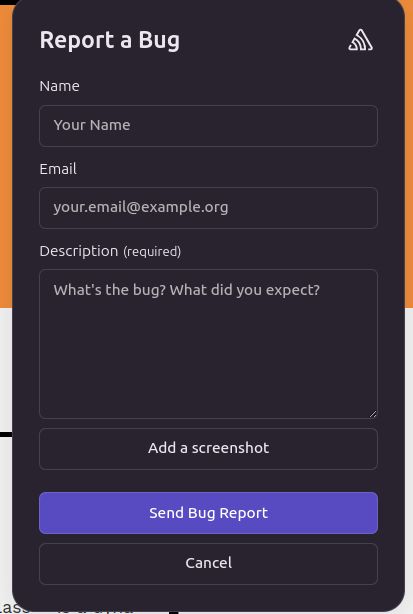 Report a Bug
Name
Your Name
Email
your.email@example.org
Description (required)
What's the bug? What did you expect?
Add a screenshot
Send Bug Report
Cancel